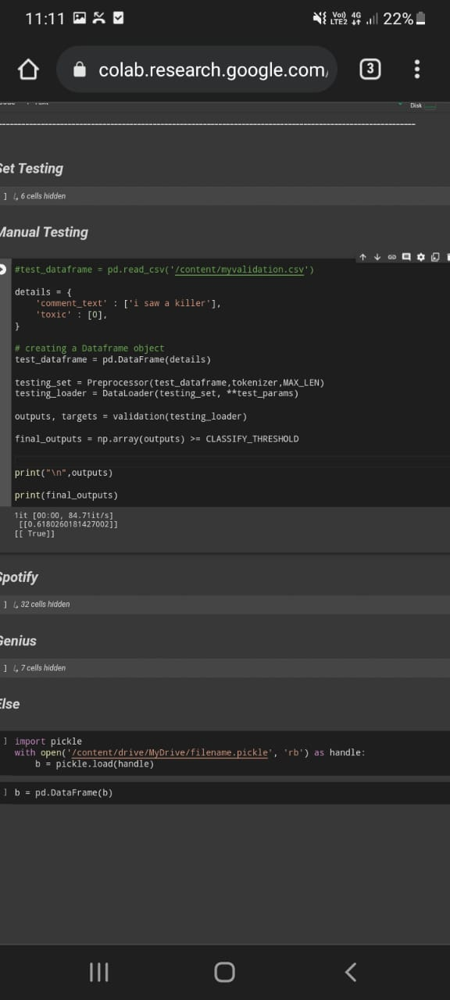 11:11
Vo) 4G
LTE2
22%
colab.research.google.com/
3
Disk
Set Testing
] 6 cells hidden
Manual Testing
#test_dataframe = pd.read_csv('/content/myvalidation.csv')
details = {
'comment_text' : ['i saw a killer'],
'toxic' : [0],
}
# creating a Dataframe object
test_dataframe = pd.DataFrame(details)
testing_set = Preprocessor(test_dataframe,tokenizer,MAX_LEN)
testing_loader = DataLoader(testing_set, **test_params)
outputs, targets = validation(testing_loader)
final_outputs = np.array(outputs) >= CLASSIFY_THRESHOLD
print("\n",outputs)
print(final_outputs)
1it [00:00, 84.71it/s]
[[0.6180260181427002]]
[[ True]]
Spotify
] 32 cells hidden
Genius
] 7 cells hidden
Else
] import pickle
with open('/content/drive/MyDrive/filename.pickle', 'rb') as handle:
b = pickle.load(handle)
] b = pd.DataFrame(b)